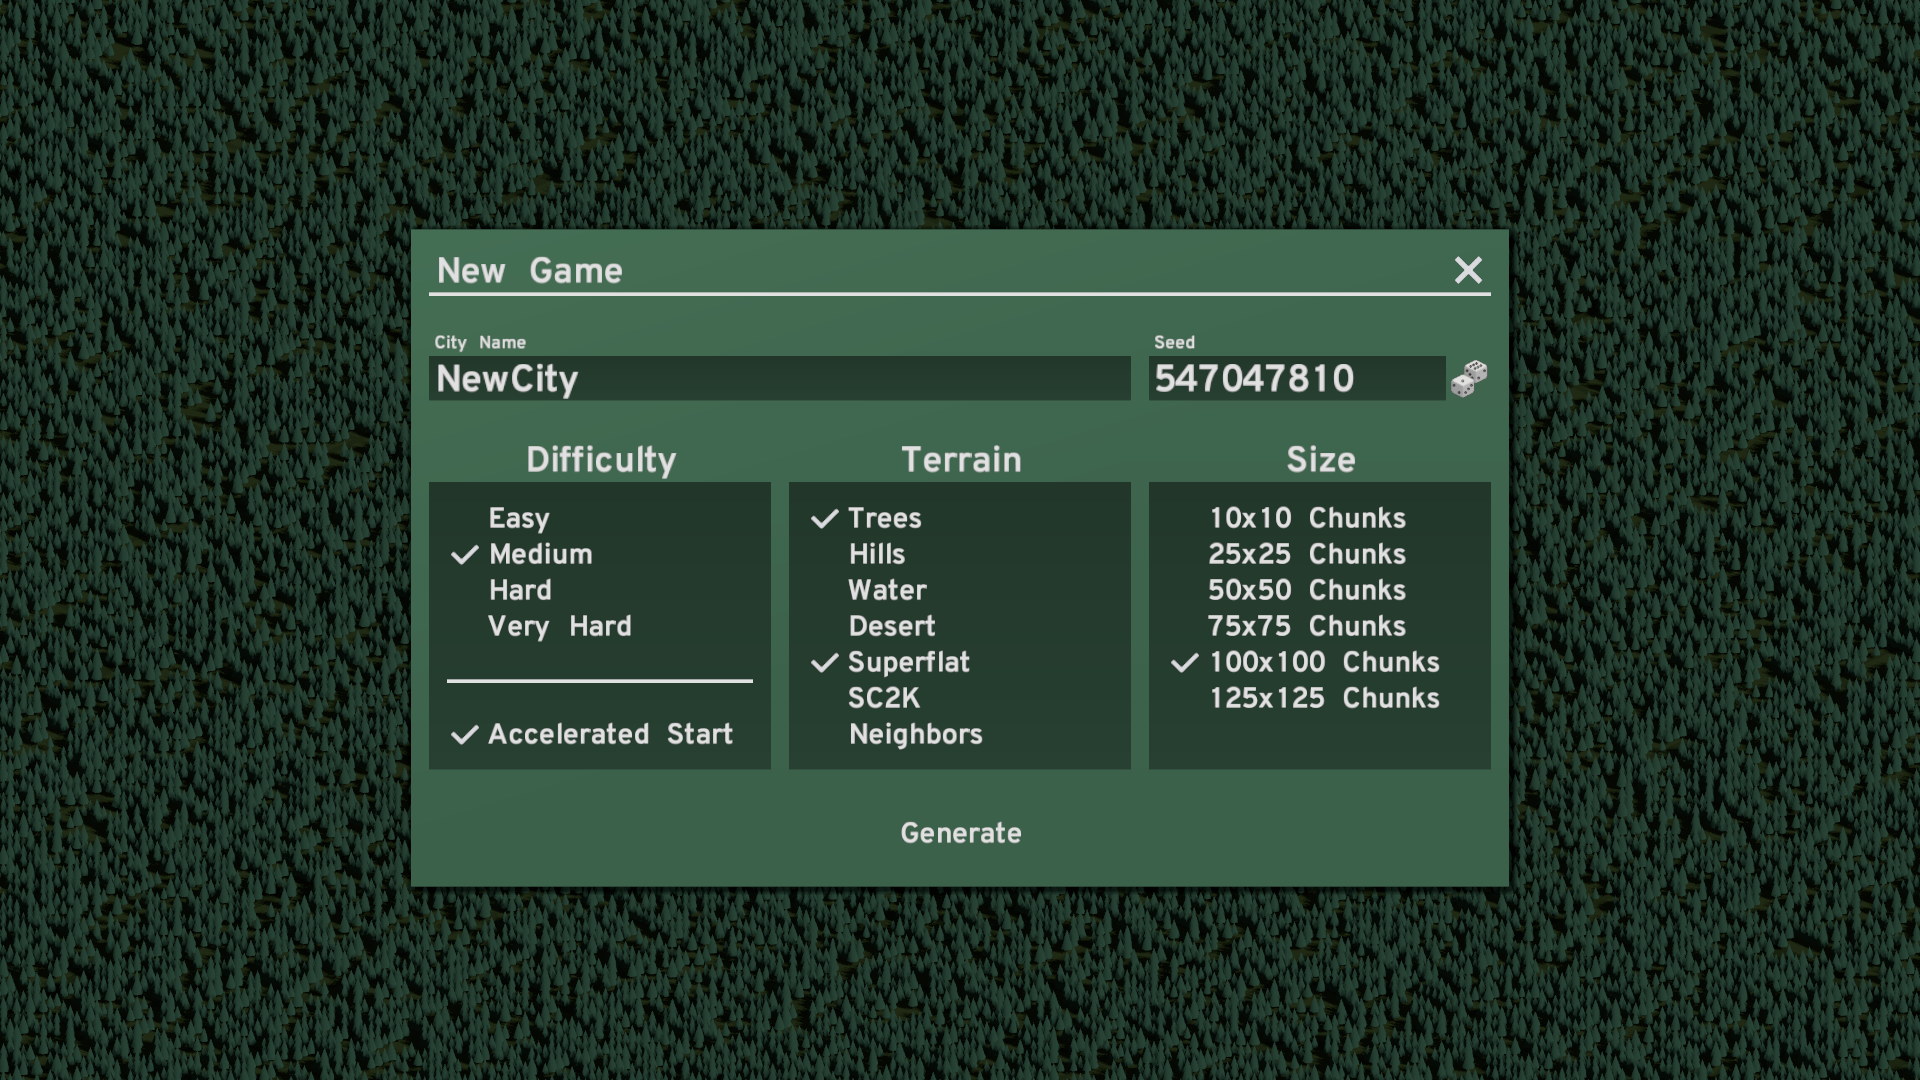 New Game
City Name
Seed
NewCity
547047810
Difficulty
Easy
Medium
Hard
Very Hard
Accelerated Start
Terrain
Trees
Hills
Water
Desert
Superflat
SC2K
Neighbors
Size
10x10 Chunks
25x25 Chunks
50x50 Chunks
75x75 Chunks
100x100 Chunks
125x125 Chunks
Generate